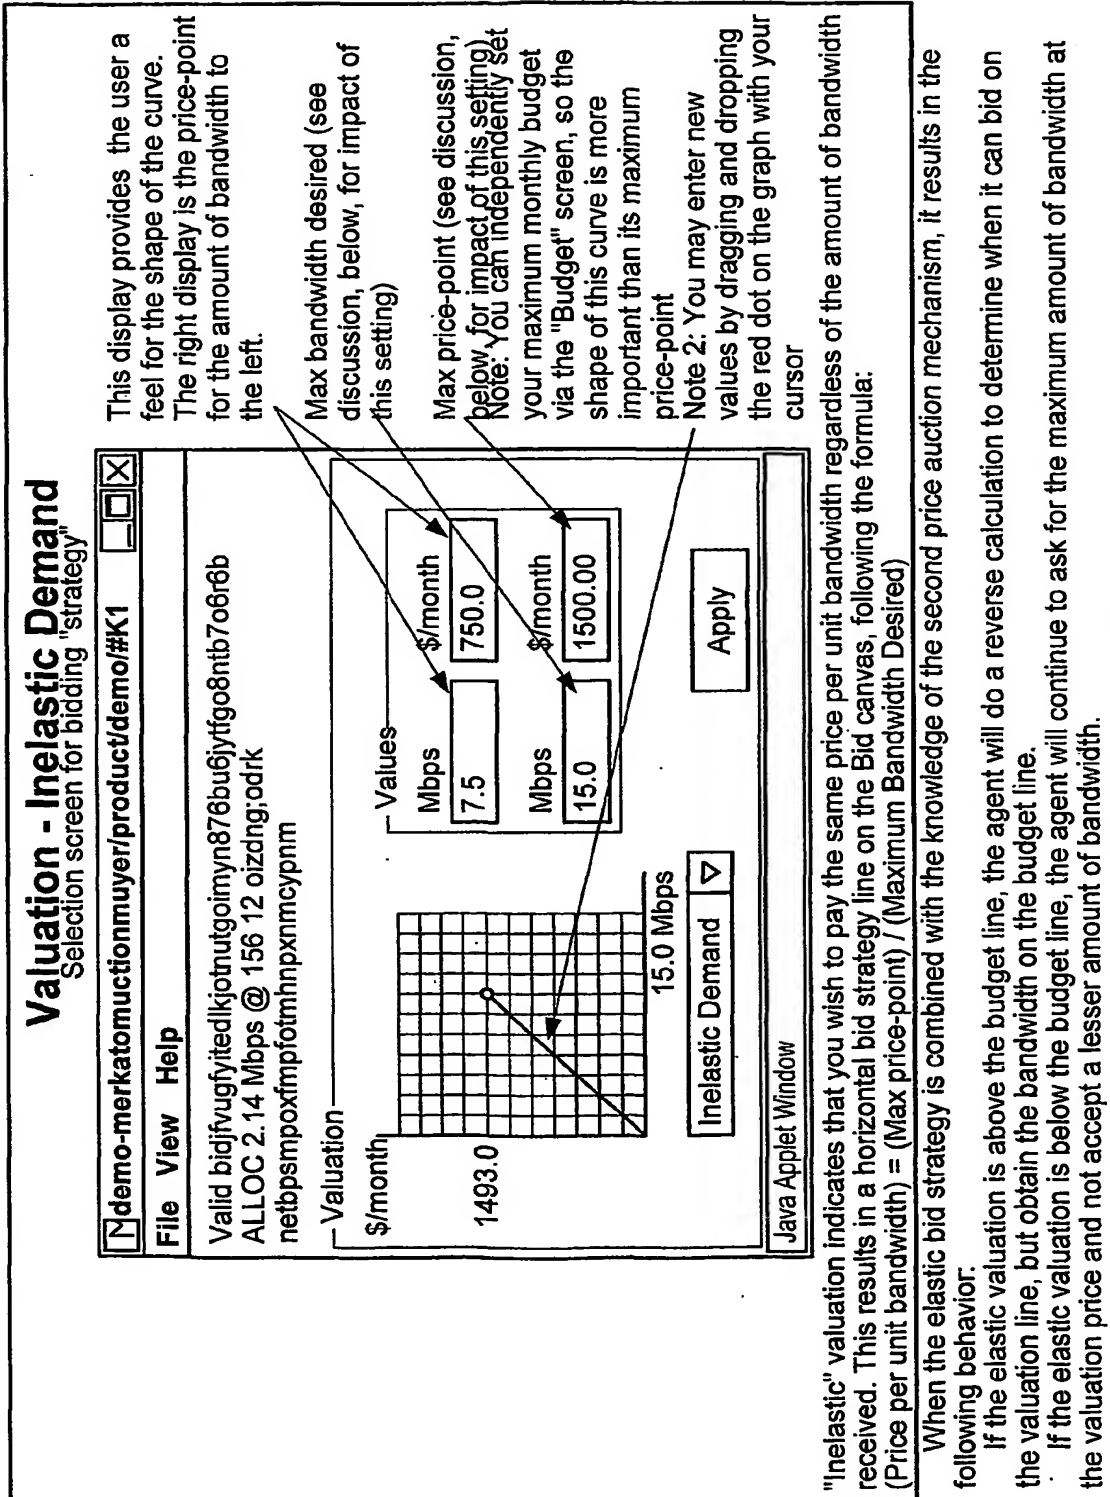 Valuation - Inelastic Demand
Selection screen for bidding "strategy"
demo-merkatomuctionmuyer/product/demo/#K1
File View Help
Valid bidjfvugfyitedlkjotnutgoimyn876bu6jytfgo8ntb7o6r6b
ALLOC 2.14 Mbps @ 156 12 oizdng;odrk
netbpsmpoxfmpfotmhnpxnmcypnm
Valuation
$/month
1493.0
15.0 Mbps
Inelastic Demand
Values
Mbps
$/month
7.5
750.0
Mbps
$/month
15.0
1500.00
Apply
Java Applet Window
This display provides the user a
feel for the shape of the curve.
The right display is the price-point
for the amount of bandwidth to
the left.
Max bandwidth desired (see
discussion, below, for impact of
this setting)
Max price-point (see discussion,
below, for impact of this setting)
Note: You can independently set
your maximum monthly budget
via the "Budget" screen, so the
shape of this curve is more
important than its maximum
price-point
Note 2: You may enter new
values by dragging and dropping
the red dot on the graph with your
cursor
"Inelastic" valuation indicates that you wish to pay the same price per unit bandwidth regardless of the amount of bandwidth
received. This results in a horizontal bid strategy line on the Bid canvas, following the formula:
(Price per unit bandwidth) = (Max price-point) / (Maximum Bandwidth Desired)
When the elastic bid strategy is combined with the knowledge of the second price auction mechanism, it results in the
following behavior:
If the elastic valuation is above the budget line, the agent will do a reverse calculation to determine when it can bid on
the valuation line, but obtain the bandwidth on the budget line.
If the elastic valuation is below the budget line, the agent will continue to ask for the maximum amount of bandwidth at
the valuation price and not accept a lesser amount of bandwidth.